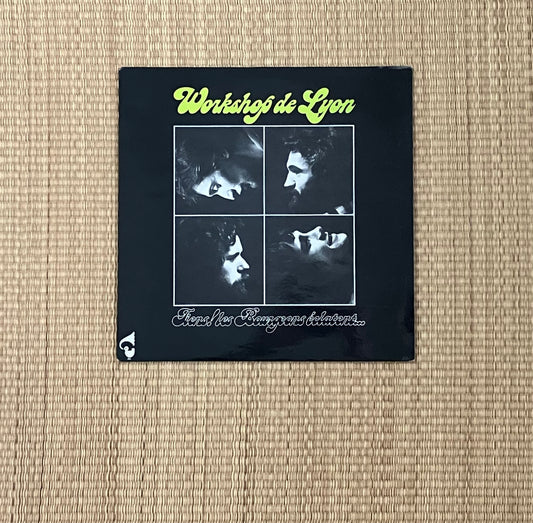 Workshop de Lyon
Tiens! les Bourgeons éclatent...